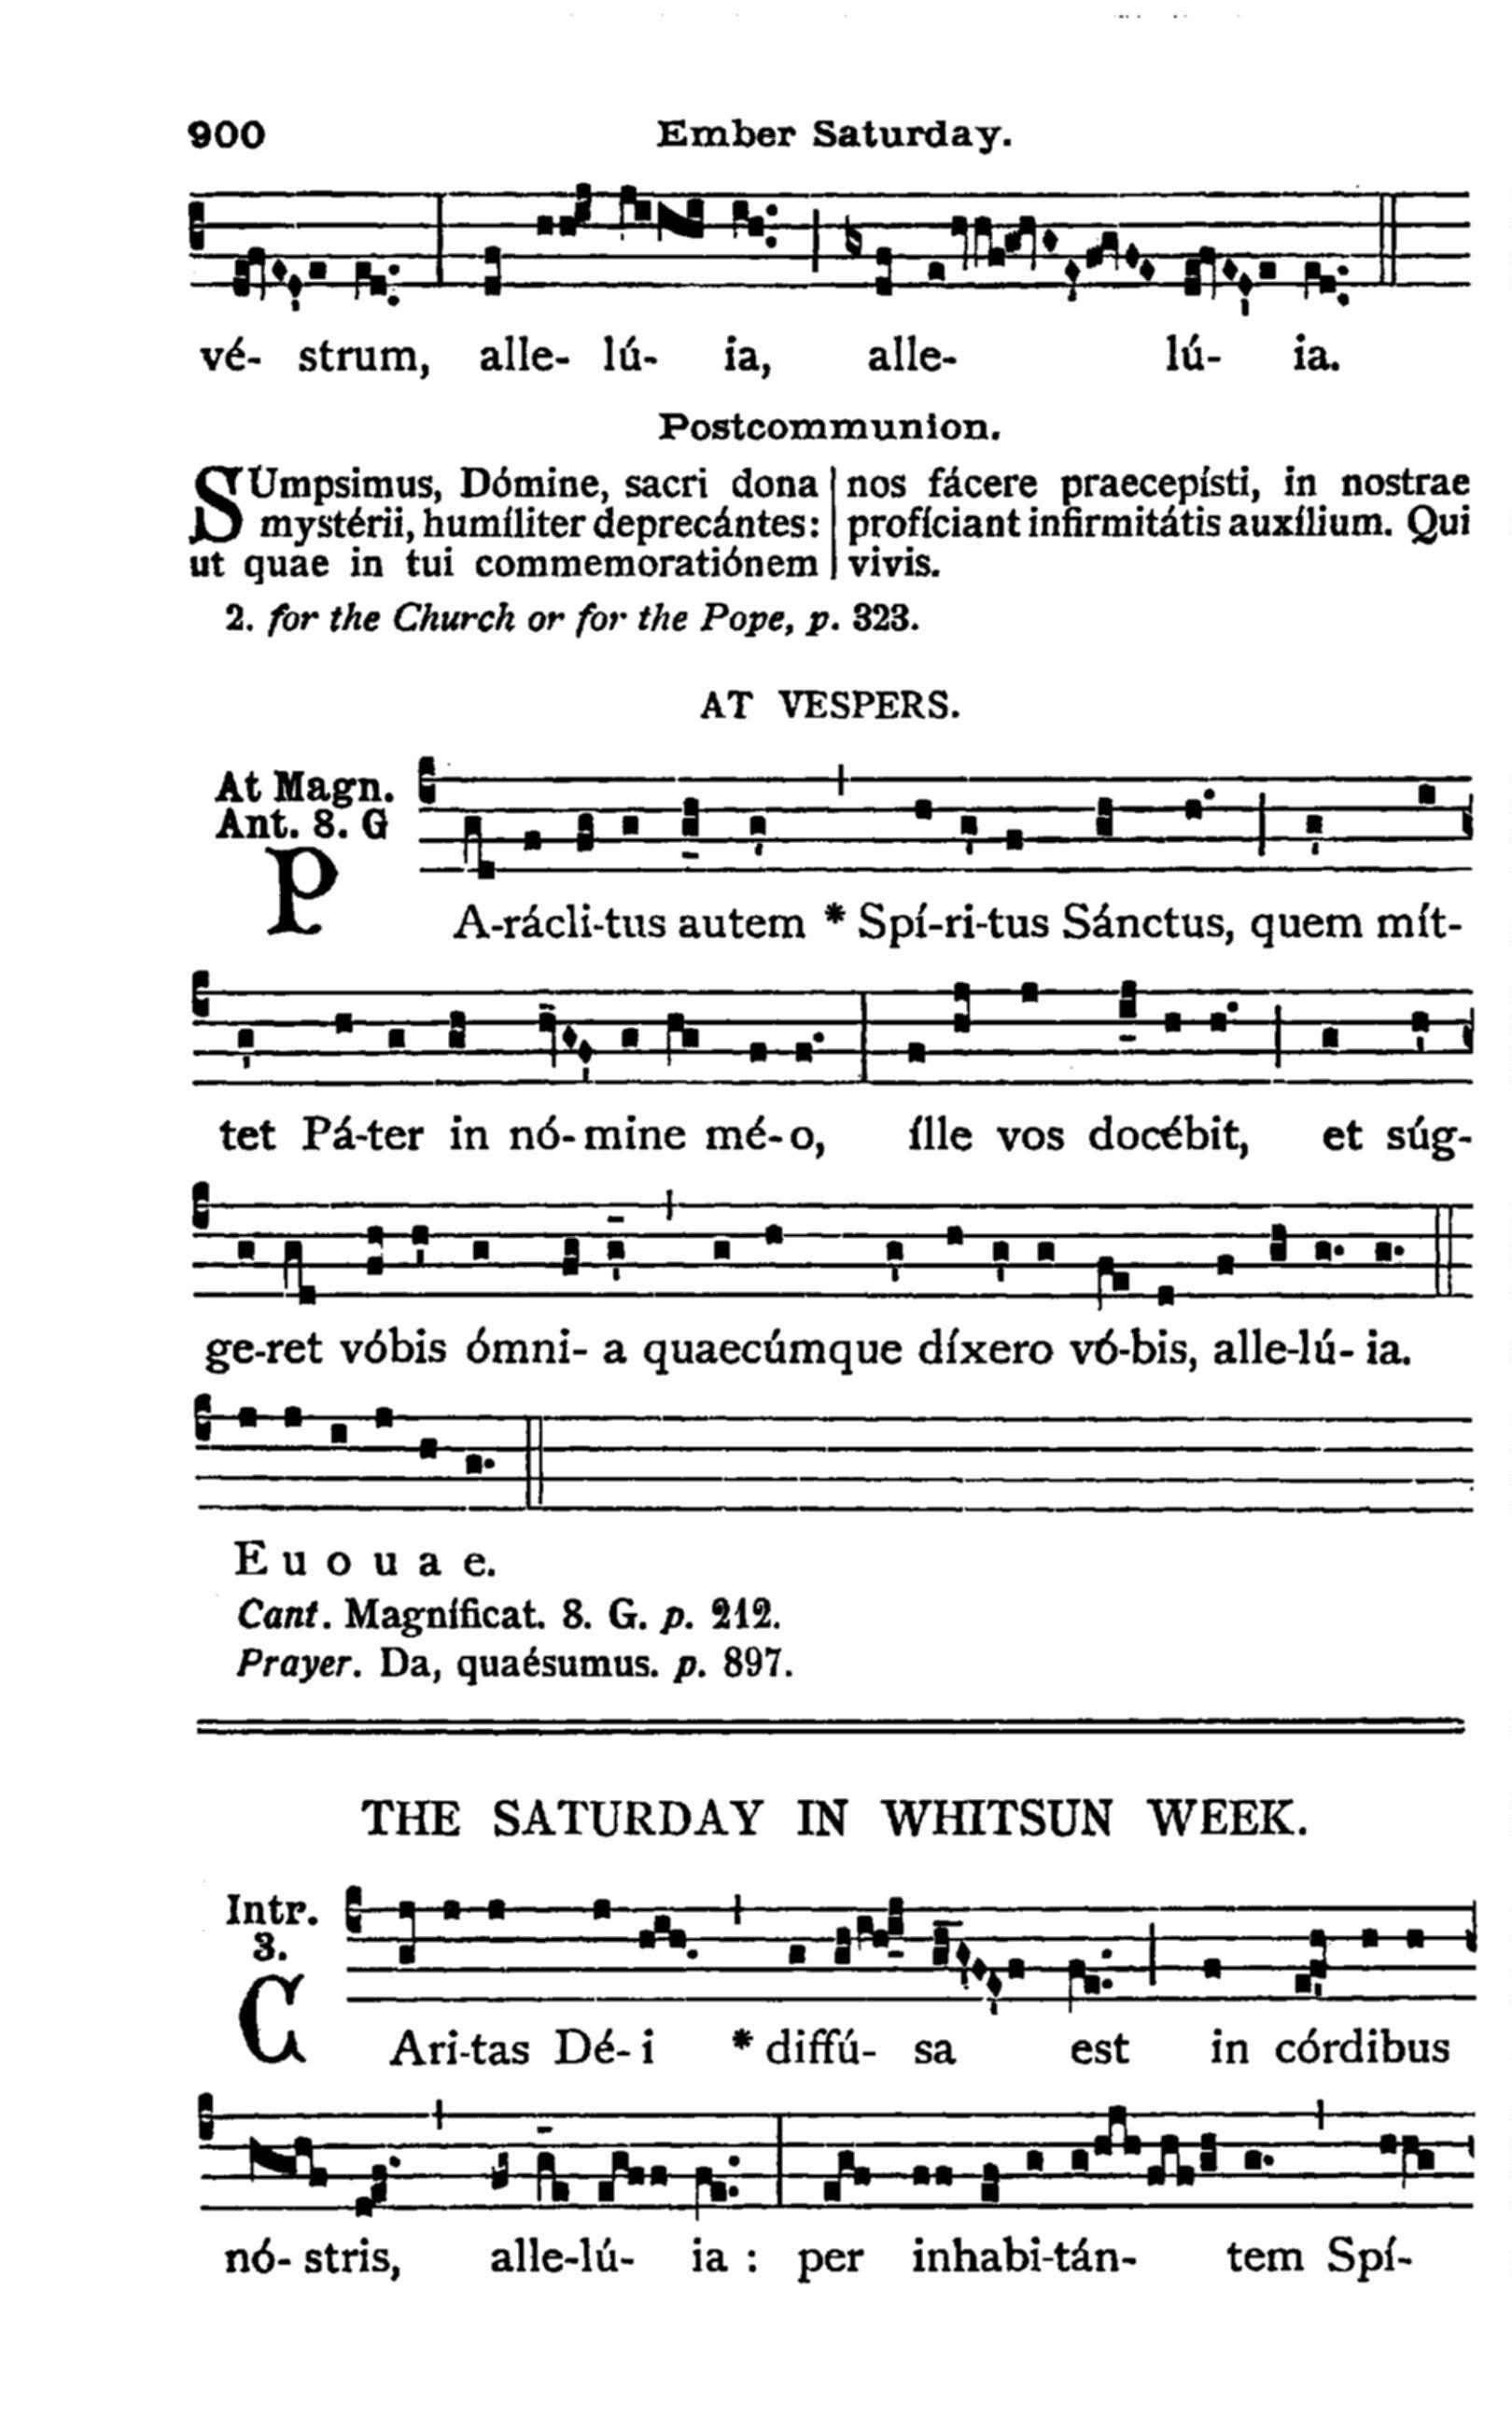 900 Ember Saturday.
vé- strum, alle- lú- ia, alle- lú- ia.
Postcommunion.
SUmpsimus, Dómine, sacri dona
mystérii, humíliter deprecántes:
ut quae in tui commemoratiónem
nos fácere praecepísti, in nostrae
profíciant infirmitátis auxílium. Qui
vivis.
2. for the Church or for the Pope, p. 323.
AT VESPERS.
At Magn.
Ant. 8. G
PA-rácli-tus autem * Spí-ri-tus Sánctus, quem mít-
tet Pá-ter in nó-mine mé-o, ílle vos docébit, et súg-
ge-ret vóbis ómni- a quaecúmque díxero vó-bis, alle-lú- ia.
E u o u a e.
Cant. Magníficat. 8. G. p. 212.
Prayer. Da, quaésumus. p. 897.
THE SATURDAY IN WHITSUN WEEK.
Intr.
3.
CAri-tas Dé- i * diffú- sa est in córdibus
nó- stris, alle-lú- ia : per inhabi-tán- tem Spí-